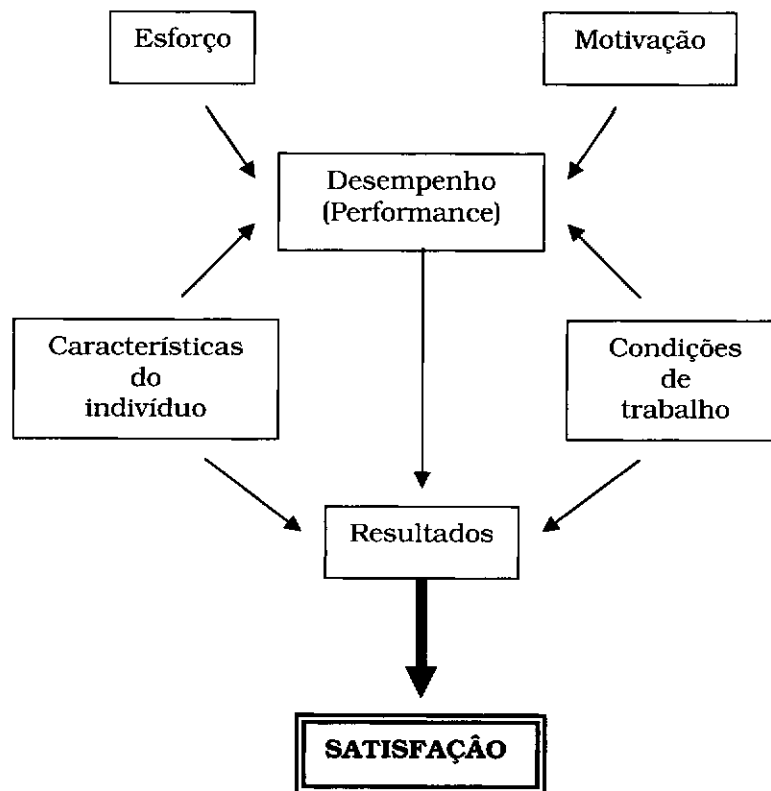 Esforço
Motivação
Desempenho
(Performance)
Características
do
indivíduo
Condições
de
trabalho
Resultados
SATISFAÇÂO